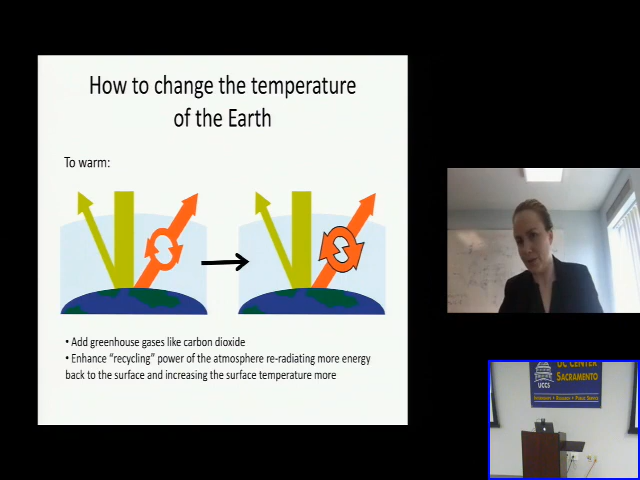 How to change the temperature
of the Earth
To warm:
• Add greenhouse gases like carbon dioxide
• Enhance “recycling” power of the atmosphere re-radiating more energy
back to the surface and increasing the surface temperature more
UC CENTER
SACRAMENTO
UCCS